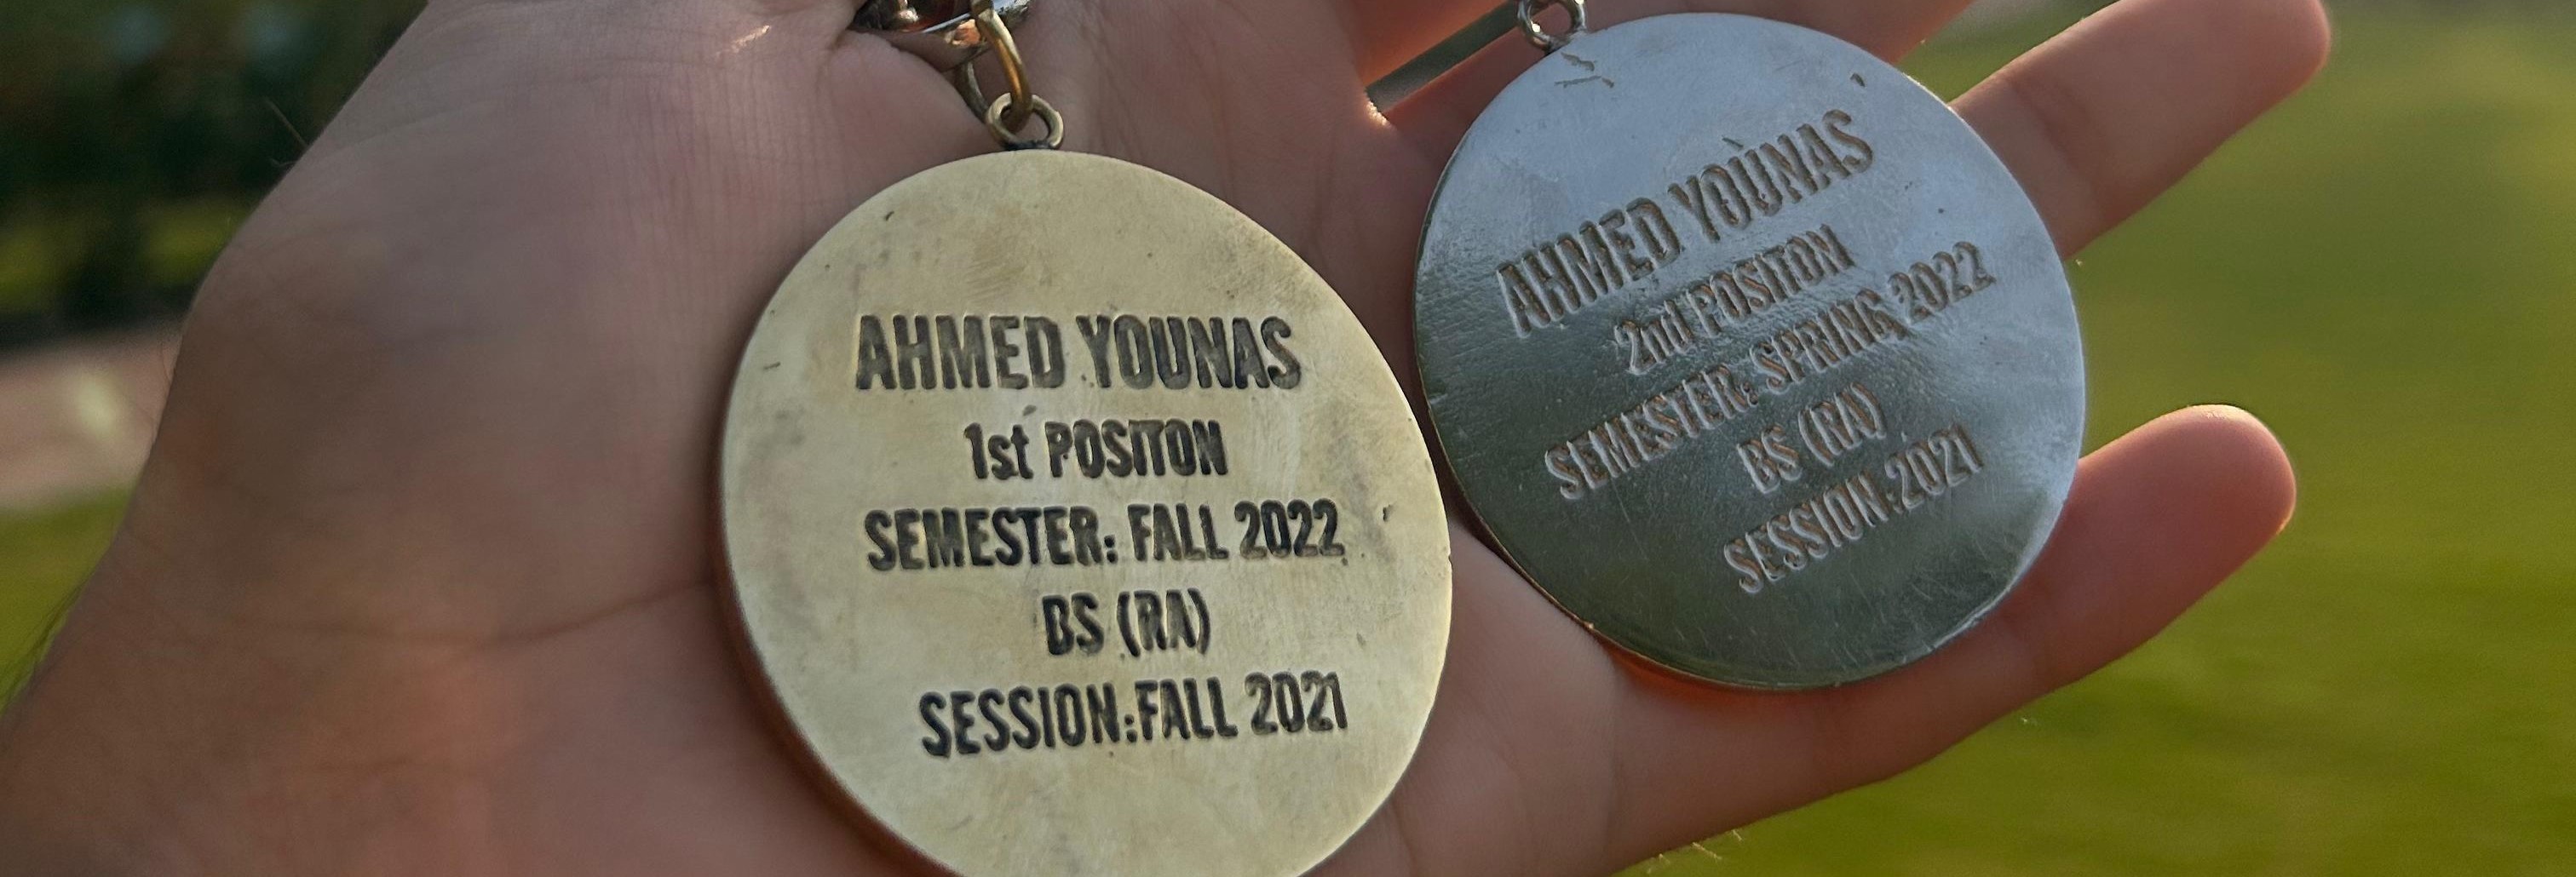 AHMED YOUNAS
1st POSITON
SEMESTER: FALL 2022
BS (RA)
SESSION:FALL 2021
AHMED YOUNAS
2nd POSITON
SEMESTER: SPRING 2022
BS (RA)
SESSION:2021